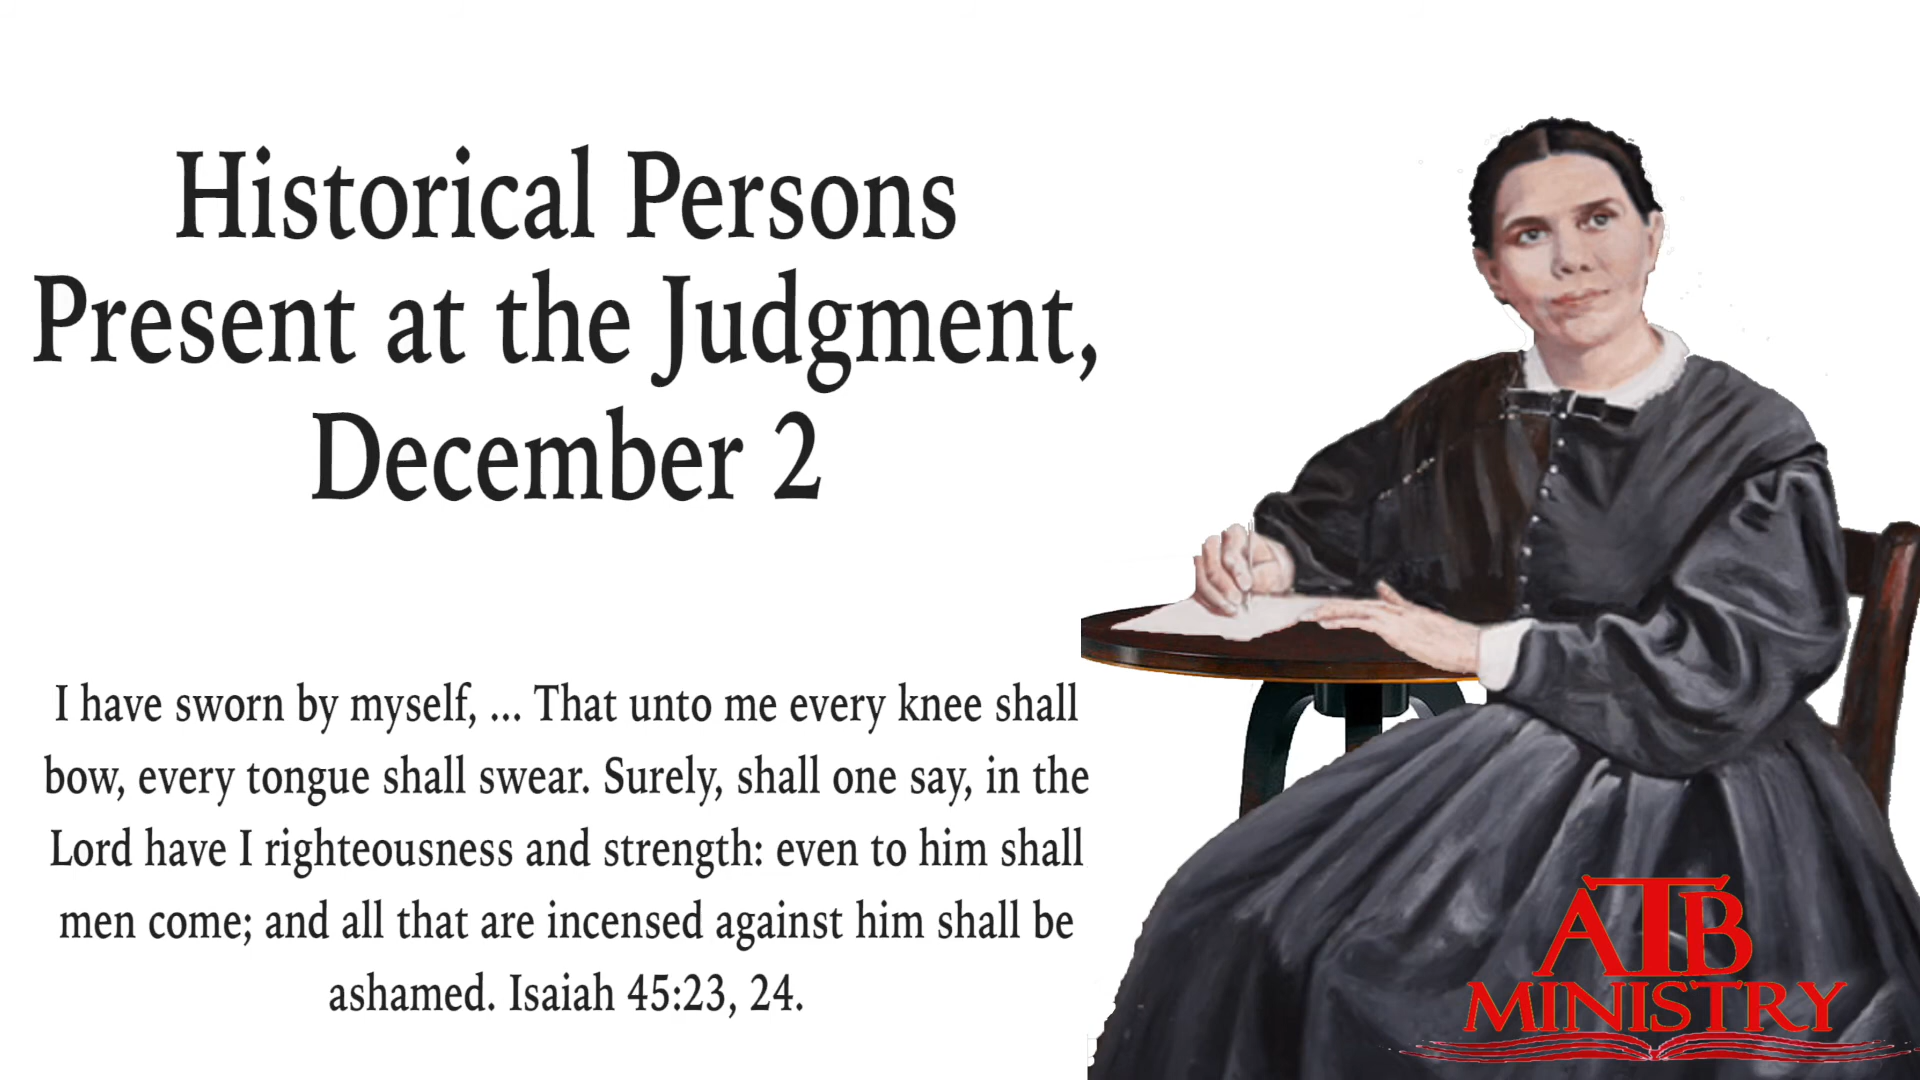 Historical Persons
Present at the Judgment,
December 2
I have sworn by myself, ... That unto me every knee shall
bow, every tongue shall swear. Surely, shall one say, in the
Lord have I righteousness and strength: even to him shall
men come; and all that are incensed against him shall be
ashamed. Isaiah 45:23, 24.
ATB
MINISTRY